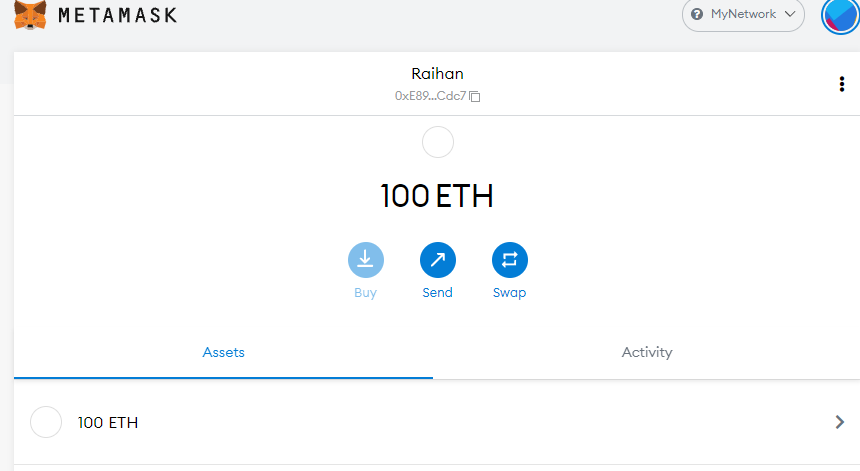 METAMASK
MyNetwork
Raihan
0xE89...Cdc7
100 ETH
Buy
Send
Swap
Assets
Activity
100 ETH